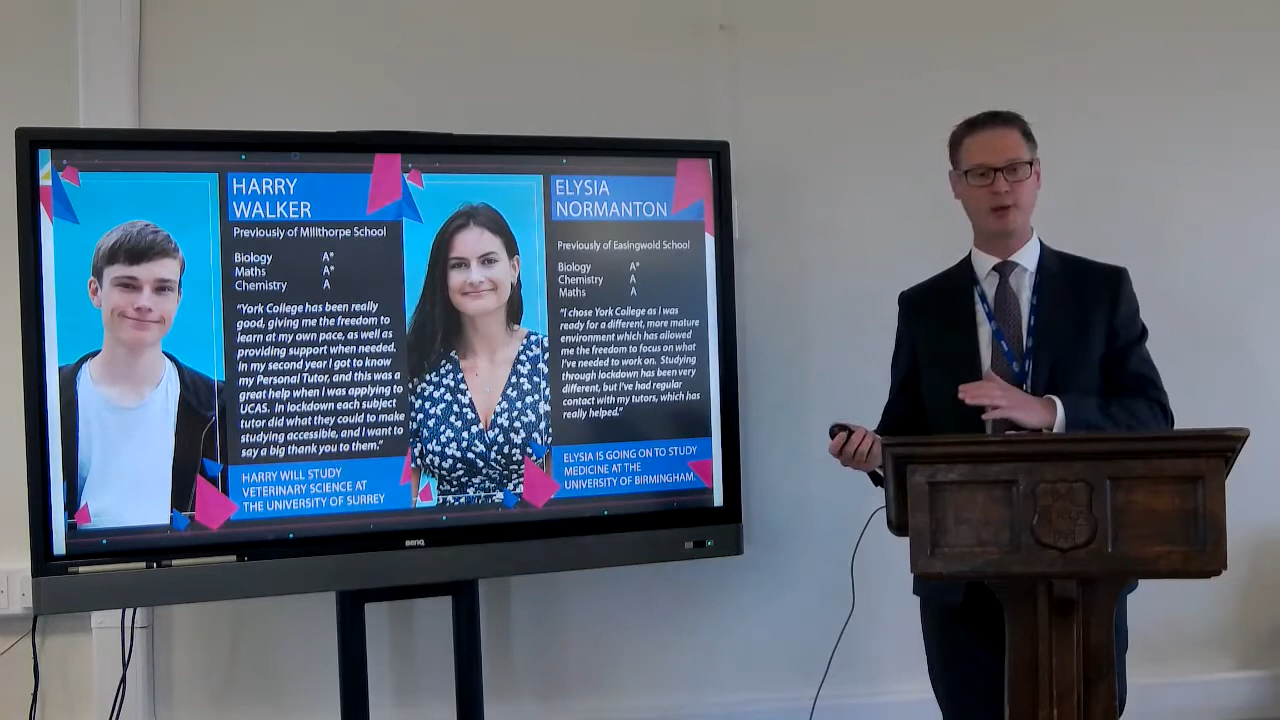 HARRY
WALKER
Previously of Millthorpe School
Biology A*
Maths A*
Chemistry A
"York College has been really
good, giving me the freedom to
learn at my own pace, as well as
providing support when needed.
In my second year I got to know
my Personal Tutor, and this was a
great help when I was applying to
UCAS. In lockdown each subject
tutor did what they could to make
studying accessible, and I want to
say a big thank you to them."
HARRY WILL STUDY
VETERINARY SCIENCE AT
THE UNIVERSITY OF SURREY
ELYSIA
NORMANTON
Previously of Easingwold School
Biology A*
Chemistry A
Maths A
"I chose York College as I was
ready for a different, more mature
environment which has allowed
me the freedom to focus on what
I've needed to work on. Studying
through lockdown has been very
different, but I've had regular
contact with my tutors, which has
really helped."
ELYSIA IS GOING ON TO STUDY
MEDICINE AT THE
UNIVERSITY OF BIRMINGHAM.
BenQ